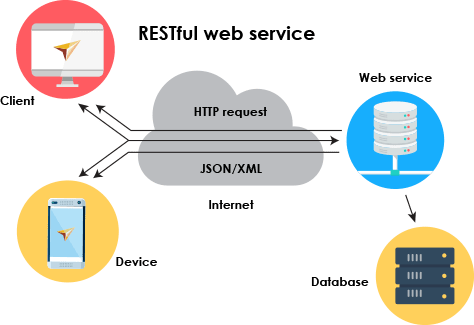 RESTful web service
Client
Web service
HTTP request
JSON/XML
Internet
Device
Database